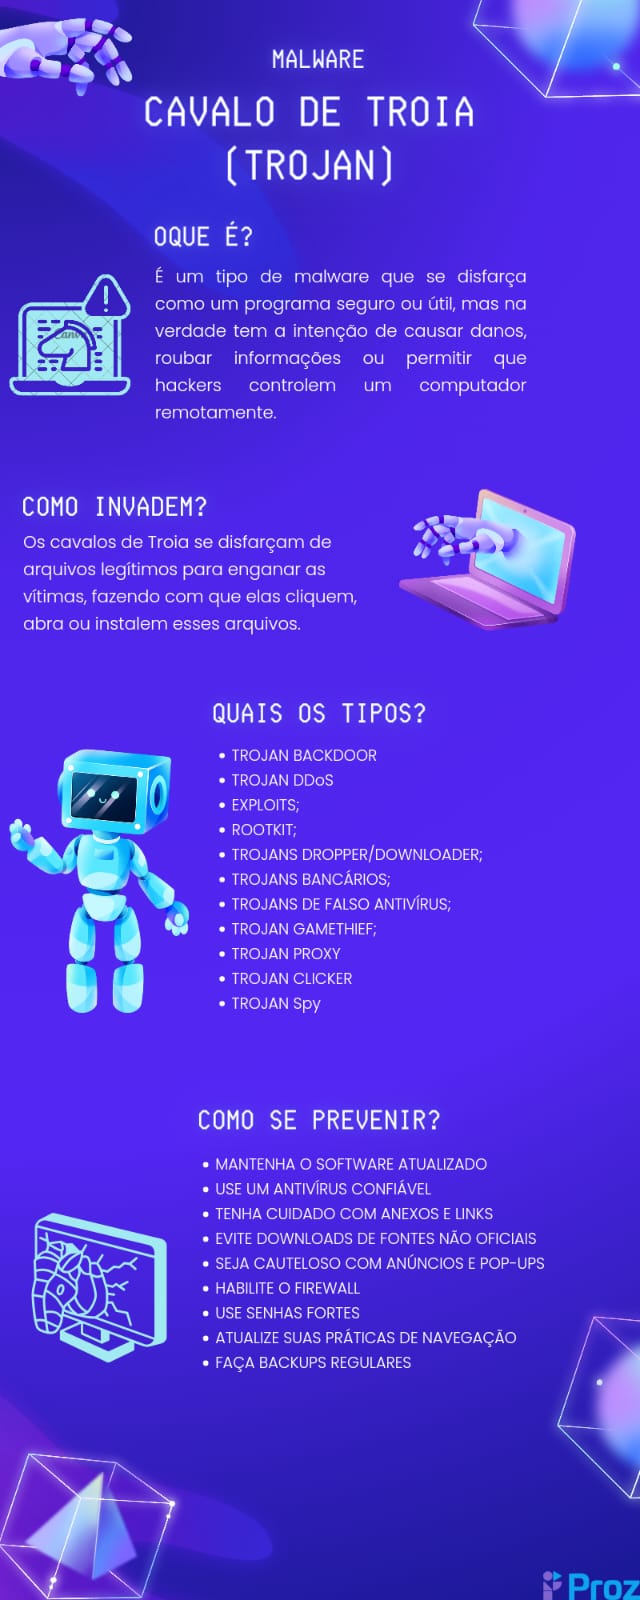 MALWARE
CAVALO DE TROIA
(TROJAN)
OQUE É?
É um tipo de malware que se disfarça
como um programa seguro ou útil, mas na
verdade tem a intenção de causar danos,
roubar informações ou permitir que
hackers controlem um computador
remotamente.
Canva
COMO INVADEM?
Os cavalos de Troia se disfarçam de
arquivos legítimos para enganar as
vítimas, fazendo com que elas cliquem,
abra ou instalem esses arquivos.
QUAIS OS TIPOS?
• TROJAN BACKDOOR
• TROJAN DDoS
• EXPLOITS;
• ROOTKIT;
• TROJANS DROPPER/DOWNLOADER;
• TROJANS BANCÁRIOS;
• TROJANS DE FALSO ANTIVÍRUS;
• TROJAN GAMETHIEF;
• TROJAN PROXY
• TROJAN CLICKER
• TROJAN Spy
COMO SE PREVENIR?
• MANTENHA O SOFTWARE ATUALIZADO
• USE UM ANTIVÍRUS CONFIÁVEL
• TENHA CUIDADO COM ANEXOS E LINKS
• EVITE DOWNLOADS DE FONTES NÃO OFICIAIS
• SEJA CAUTELOSO COM ANÚNCIOS E POP-UPS
• HABILITE O FIREWALL
• USE SENHAS FORTES
• ATUALIZE SUAS PRÁTICAS DE NAVEGAÇÃO
• FAÇA BACKUPS REGULARES
Proz